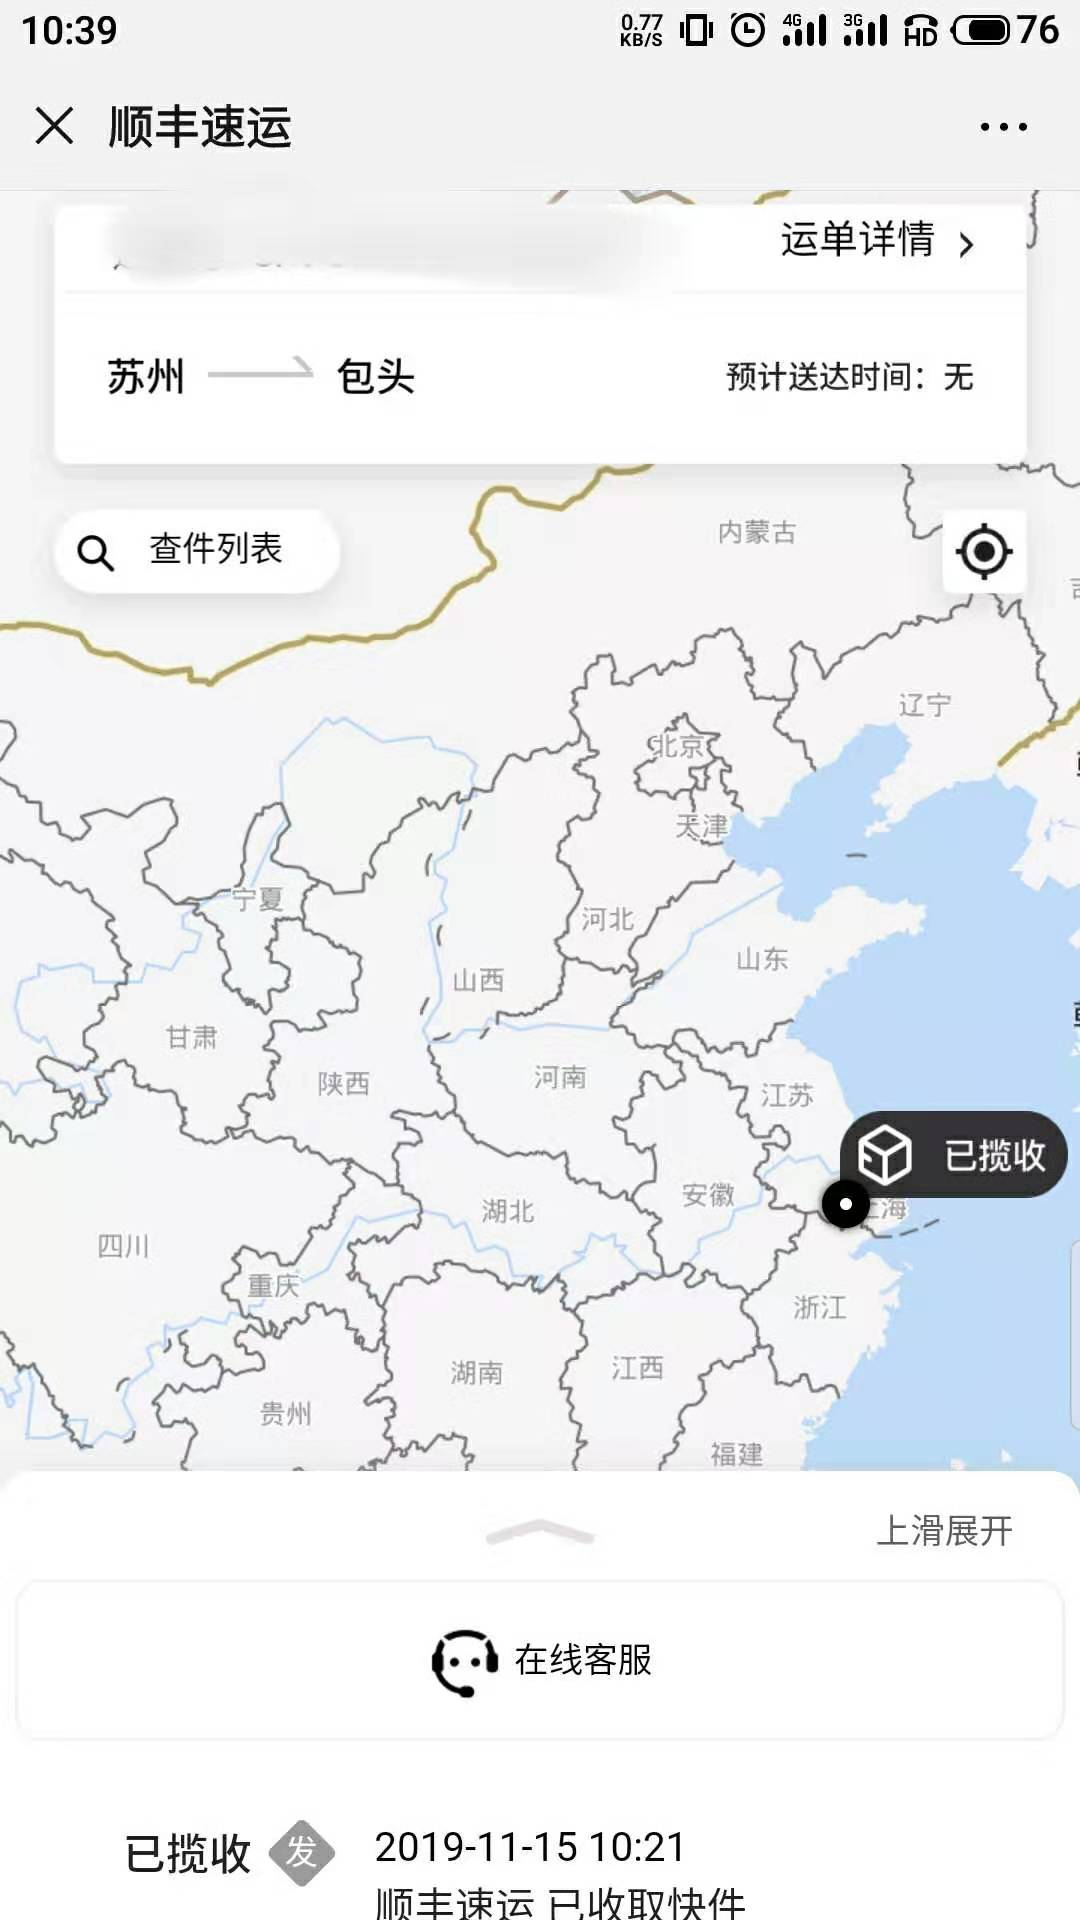 10:39 0.77 KB/S 4G 3G HD 76
顺丰速运
运单详情
苏州 包头 预计送达时间：无
查件列表
内蒙古
辽宁
北京
天津
宁夏
河北
山东
山西
甘肃
陕西
河南
江苏
已揽收
安徽
湖北
四川
重庆
浙江
湖南
江西
贵州
福建
上滑展开
在线客服
已揽收 发 2019-11-15 10:21
顺丰速运 已收取快件